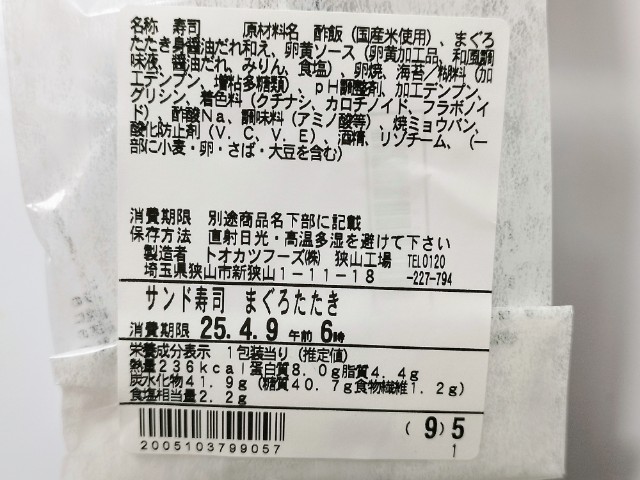 名称 寿司 原材料名 酢飯(国産米使用)、まぐろ
たたき身醤油だれ和え、卵黄ソース(卵黄加工品、和風調
味液、醤油だれ、みりん、食塩)、卵焼、海苔/粘料(加
工デンプン、増粘多糖類)、pH調整剤、加工デンプン、
グリシン、着色料(クチナシ、カロチノイド、フラボノイ
ド)、酢酸Na、調味料(アミノ酸等)、焼ミョウバン、
酸化防止剤(V.C、V.E)、酒精、リゾチーム、(一
部に小麦・卵・さば・大豆を含む)
消費期限 別途商品名下部に記載
保存方法 直射日光・高温多湿を避けて下さい
製造者 トオカツフーズ㈱ 狭山工場 TEL0120
埼玉県狭山市新狭山1-11-18 -227-794
サンド寿司 まぐろたたき
消費期限 25.4.9 午前 6時
栄養成分表示 1包装当り(推定値)
熱量236kcal蛋白質8.0g脂質4.4g
炭水化物41.9g(糖質40.7g食物繊維1.2g)
食塩相当量2.2g
(9)5
2005103799057 1